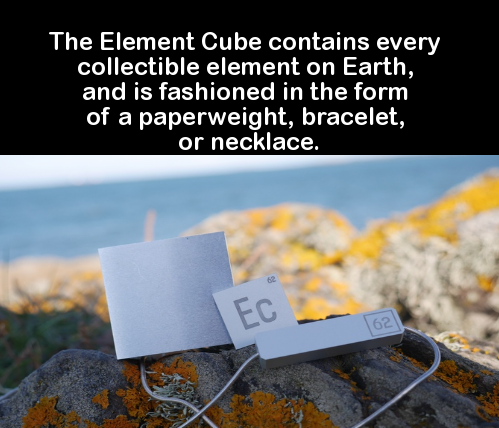 The Element Cube contains every
collectible element on Earth,
and is fashioned in the form
of a paperweight, bracelet,
or necklace.
62
Ec
62